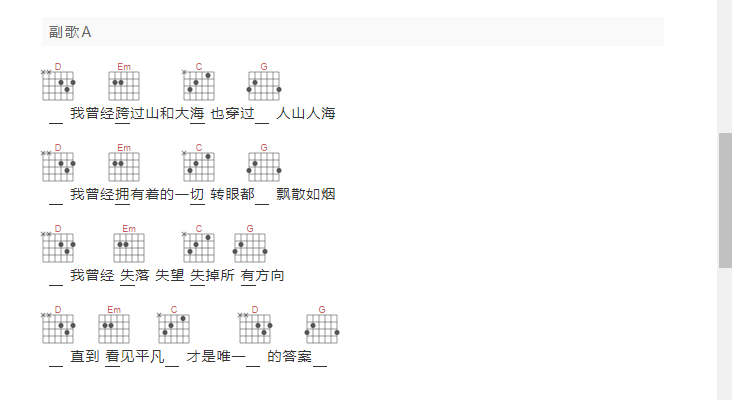 副歌A
D Em C G
__ 我曾经跨过山和大海 也穿过__ 人山人海
D Em C G
__ 我曾经拥有着的一切 转眼都__ 飘散如烟
D Em C G
__ 我曾经 失落 失望 失掉所 有方向
D Em C D G
__ 直到 看见平凡__ 才是唯一__ 的答案__